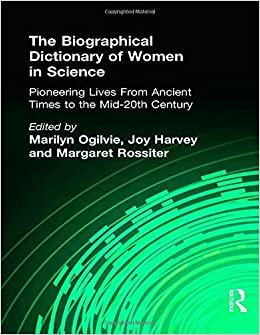 The Biographical
Dictionary of Women
in Science
Pioneering Lives From Ancient
Times to the Mid-20th Century
Edited by
Marilyn Ogilvie, Joy Harvey
and Margaret Rossiter
R
ROUTLEDGE